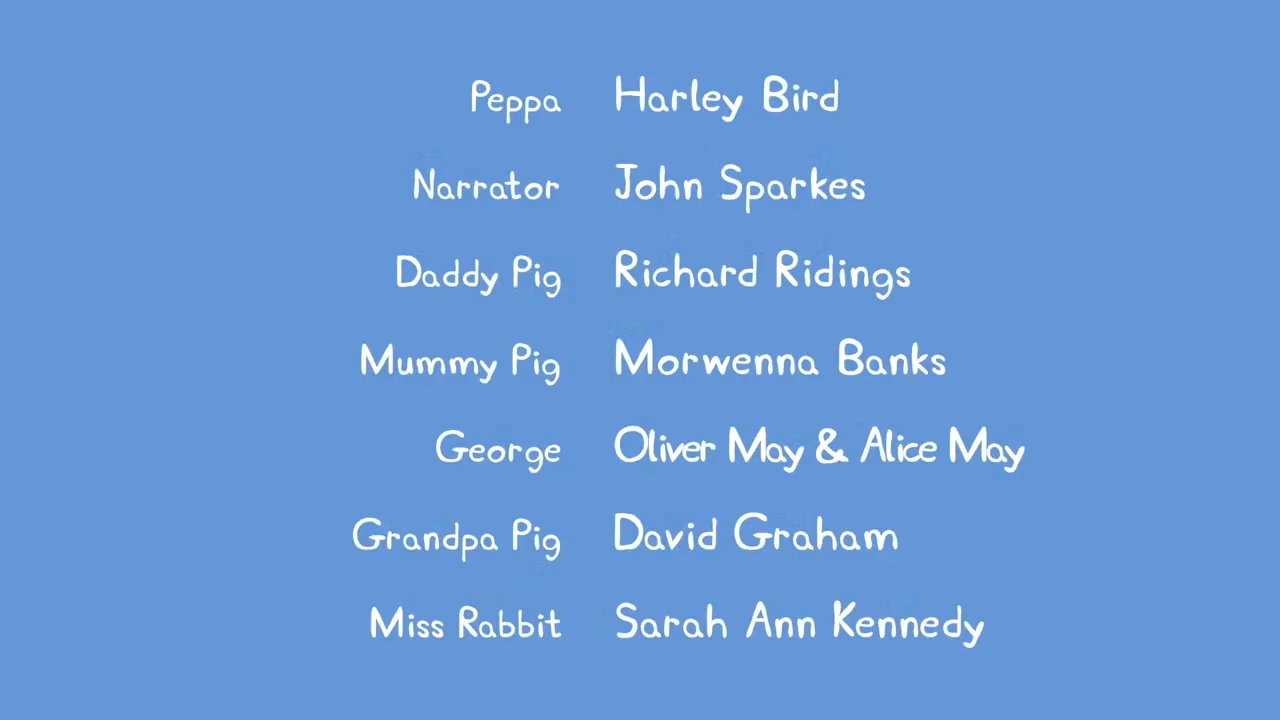 Peppa Harley Bird
Narrator John Sparkes
Daddy Pig Richard Ridings
Mummy Pig Morwenna Banks
George Oliver May & Alice May
Grandpa Pig David Graham
Miss Rabbit Sarah Ann Kennedy